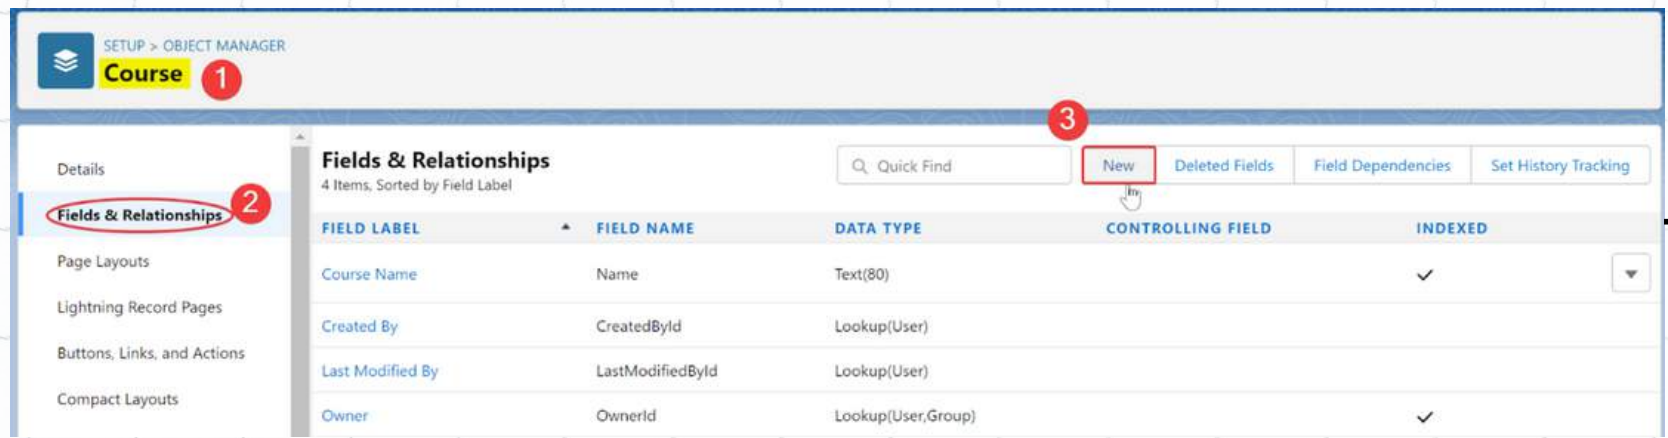 SETUP > OBJECT MANAGER
Course
1
3
Details
Fields & Relationships
2
Page Layouts
Lightning Record Pages
Buttons, Links, and Actions
Compact Layouts
Fields & Relationships
4 Items, Sorted by Field Label
Quick Find New Deleted Fields Field Dependencies Set History Tracking
FIELD LABEL FIELD NAME DATA TYPE CONTROLLING FIELD INDEXED
Course Name Name Text(80)
Created By CreatedById Lookup(User)
Last Modified By LastModifiedById Lookup(User)
Owner OwnerId Lookup(User,Group)